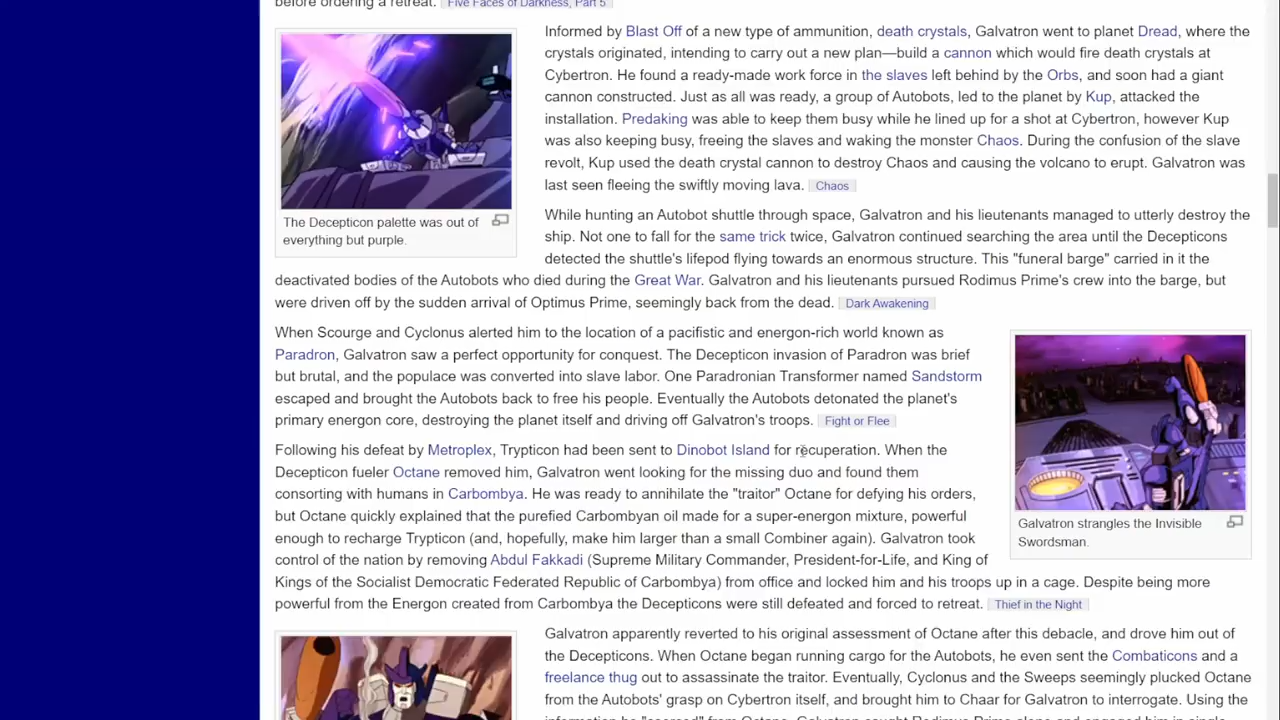 before ordering a retreat. Five Faces of Darkness, Part 5
Informed by Blast Off of a new type of ammunition, death crystals, Galvatron went to planet Dread, where the
crystals originated, intending to carry out a new plan—build a cannon which would fire death crystals at
Cybertron. He found a ready-made work force in the slaves left behind by the Orbs, and soon had a giant
cannon constructed. Just as all was ready, a group of Autobots, led to the planet by Kup, attacked the
installation. Predaking was able to keep them busy while he lined up for a shot at Cybertron, however Kup
was also keeping busy, freeing the slaves and waking the monster Chaos. During the confusion of the slave
revolt, Kup used the death crystal cannon to destroy Chaos and causing the volcano to erupt. Galvatron was
last seen fleeing the swiftly moving lava. Chaos
The Decepticon palette was out of
everything but purple.
While hunting an Autobot shuttle through space, Galvatron and his lieutenants managed to utterly destroy the
ship. Not one to fall for the same trick twice, Galvatron continued searching the area until the Decepticons
detected the shuttle's lifepod flying towards an enormous structure. This "funeral barge" carried in it the
deactivated bodies of the Autobots who died during the Great War. Galvatron and his lieutenants pursued Rodimus Prime's crew into the barge, but
were driven off by the sudden arrival of Optimus Prime, seemingly back from the dead. Dark Awakening
When Scourge and Cyclonus alerted him to the location of a pacifistic and energon-rich world known as
Paradron, Galvatron saw a perfect opportunity for conquest. The Decepticon invasion of Paradron was brief
but brutal, and the populace was converted into slave labor. One Paradronian Transformer named Sandstorm
escaped and brought the Autobots back to free his people. Eventually the Autobots detonated the planet's
primary energon core, destroying the planet itself and driving off Galvatron's troops. Fight or Flee
Following his defeat by Metroplex, Trypticon had been sent to Dinobot Island for recuperation. When the
Decepticon fueler Octane removed him, Galvatron went looking for the missing duo and found them
consorting with humans in Carbombya. He was ready to annihilate the "traitor" Octane for defying his orders,
but Octane quickly explained that the purefied Carbombyan oil made for a super-energon mixture, powerful
enough to recharge Trypticon (and, hopefully, make him larger than a small Combiner again). Galvatron took
control of the nation by removing Abdul Fakkadi (Supreme Military Commander, President-for-Life, and King of
Kings of the Socialist Democratic Federated Republic of Carbombya) from office and locked him and his troops up in a cage. Despite being more
powerful from the Energon created from Carbombya the Decepticons were still defeated and forced to retreat. Thief in the Night
Galvatron strangles the Invisible
Swordsman.
Galvatron apparently reverted to his original assessment of Octane after this debacle, and drove him out of
the Decepticons. When Octane began running cargo for the Autobots, he even sent the Combaticons and a
freelance thug out to assassinate the traitor. Eventually, Cyclonus and the Sweeps seemingly plucked Octane
from the Autobots' grasp on Cybertron itself, and brought him to Chaar for Galvatron to interrogate. Using the